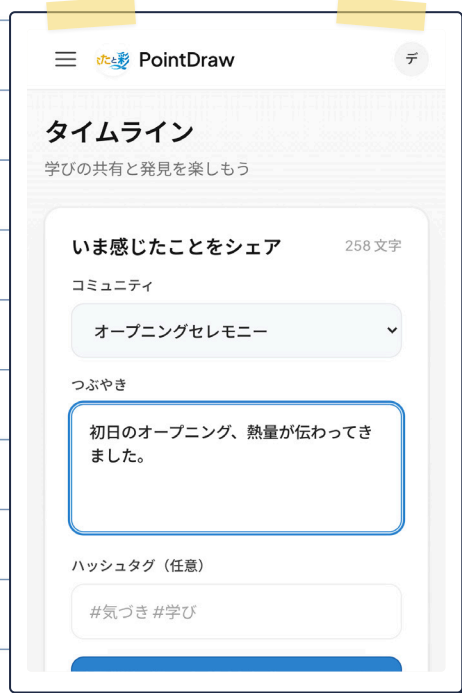 PointDraw
デ
タイムライン
学びの共有と発見を楽しもう
いま感じたことをシェア
258 文字
コミュニティ
オープニングセレモニー
つぶやき
初日のオープニング、熱量が伝わってき
ました。
ハッシュタグ（任意）
#気づき #学び